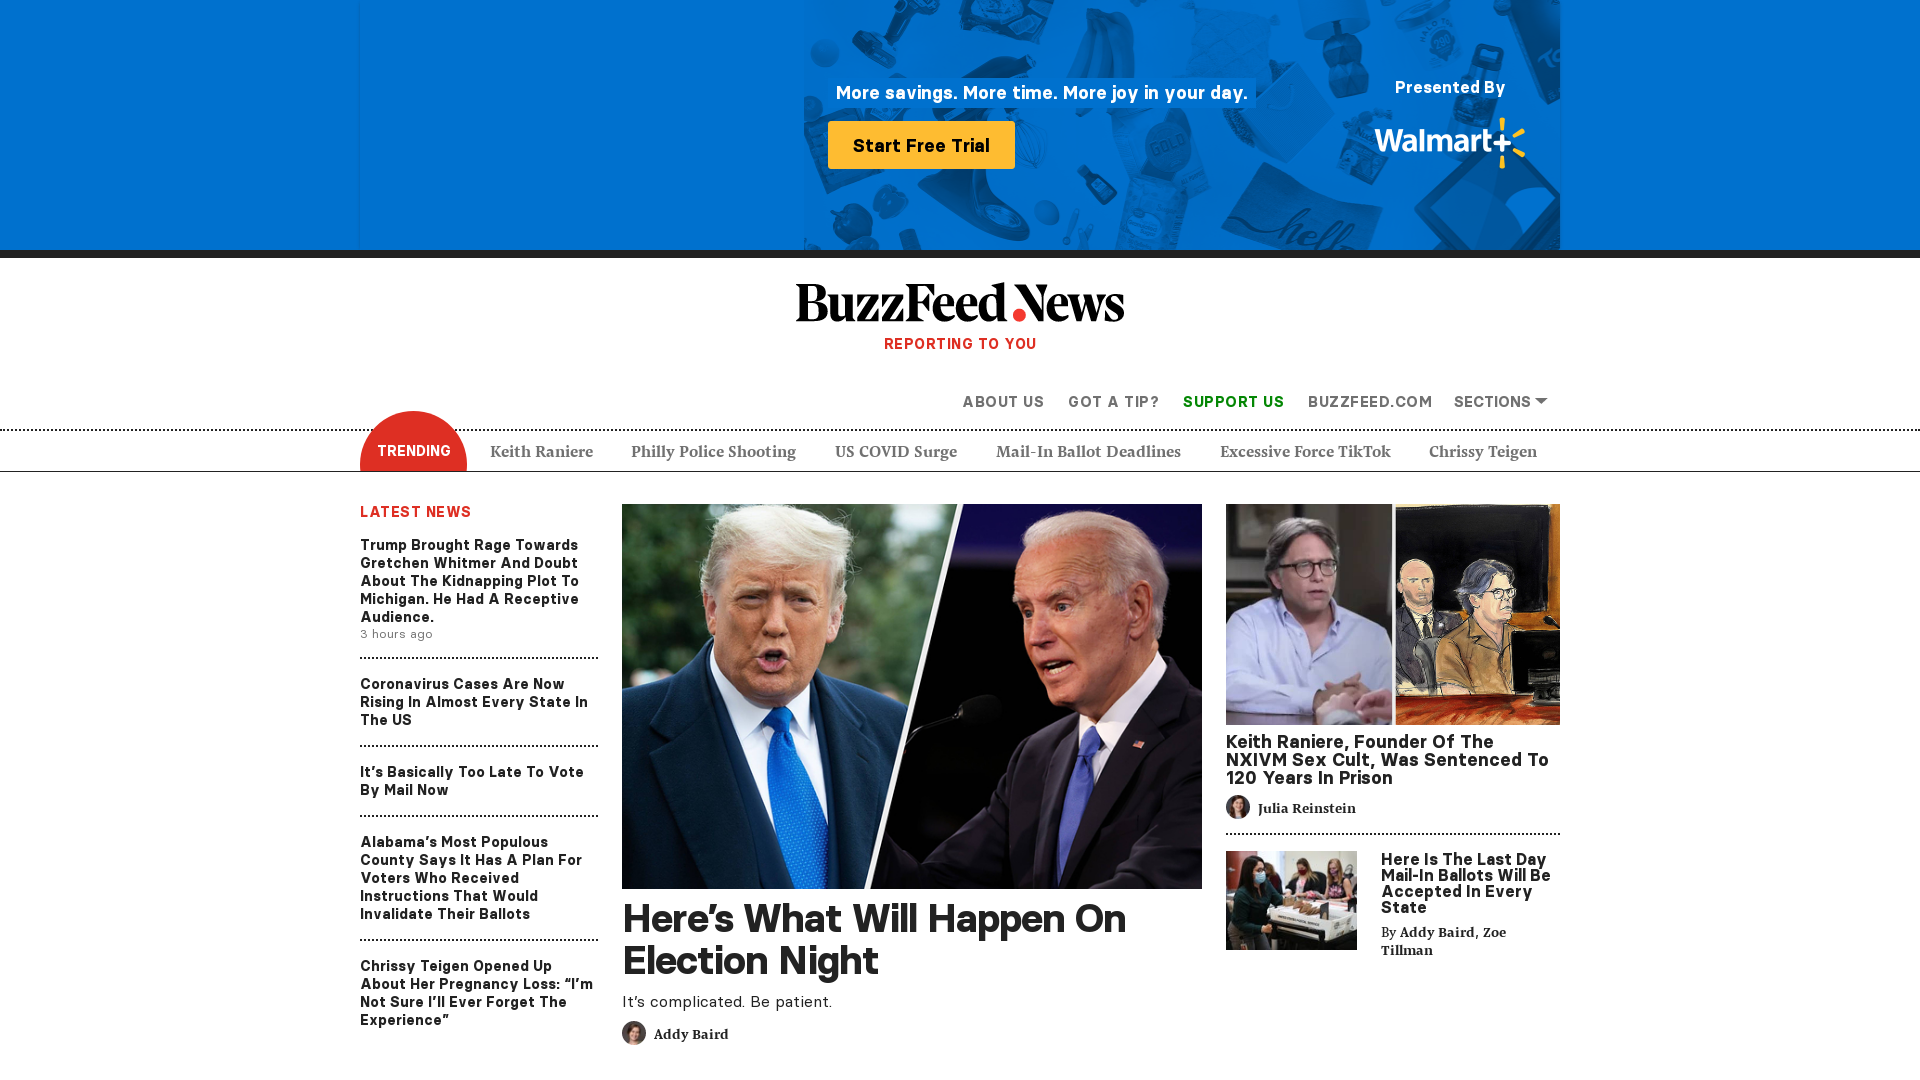 More savings. More time. More joy in your day.
Start Free Trial
Presented By
Walmart+
BuzzFeed News
REPORTING TO YOU
ABOUT US
GOT A TIP?
SUPPORT US
BUZZFEED.COM
SECTIONS
TRENDING
Keith Raniere
Philly Police Shooting
US COVID Surge
Mail-In Ballot Deadlines
Excessive Force TikTok
Chrissy Teigen
LATEST NEWS
Trump Brought Rage Towards
Gretchen Whitmer And Doubt
About The Kidnapping Plot To
Michigan. He Had A Receptive
Audience.
3 hours ago
Coronavirus Cases Are Now
Rising In Almost Every State In
The US
It’s Basically Too Late To Vote
By Mail Now
Alabama’s Most Populous
County Says It Has A Plan For
Voters Who Received
Instructions That Would
Invalidate Their Ballots
Chrissy Teigen Opened Up
About Her Pregnancy Loss: “I’m
Not Sure I’ll Ever Forget The
Experience”
Here’s What Will Happen On
Election Night
It’s complicated. Be patient.
Addy Baird
Keith Raniere, Founder Of The
NXIVM Sex Cult, Was Sentenced To
120 Years In Prison
Julia Reinstein
Here Is The Last Day
Mail-In Ballots Will Be
Accepted In Every
State
By Addy Baird, Zoe
Tillman
hello
GOLD